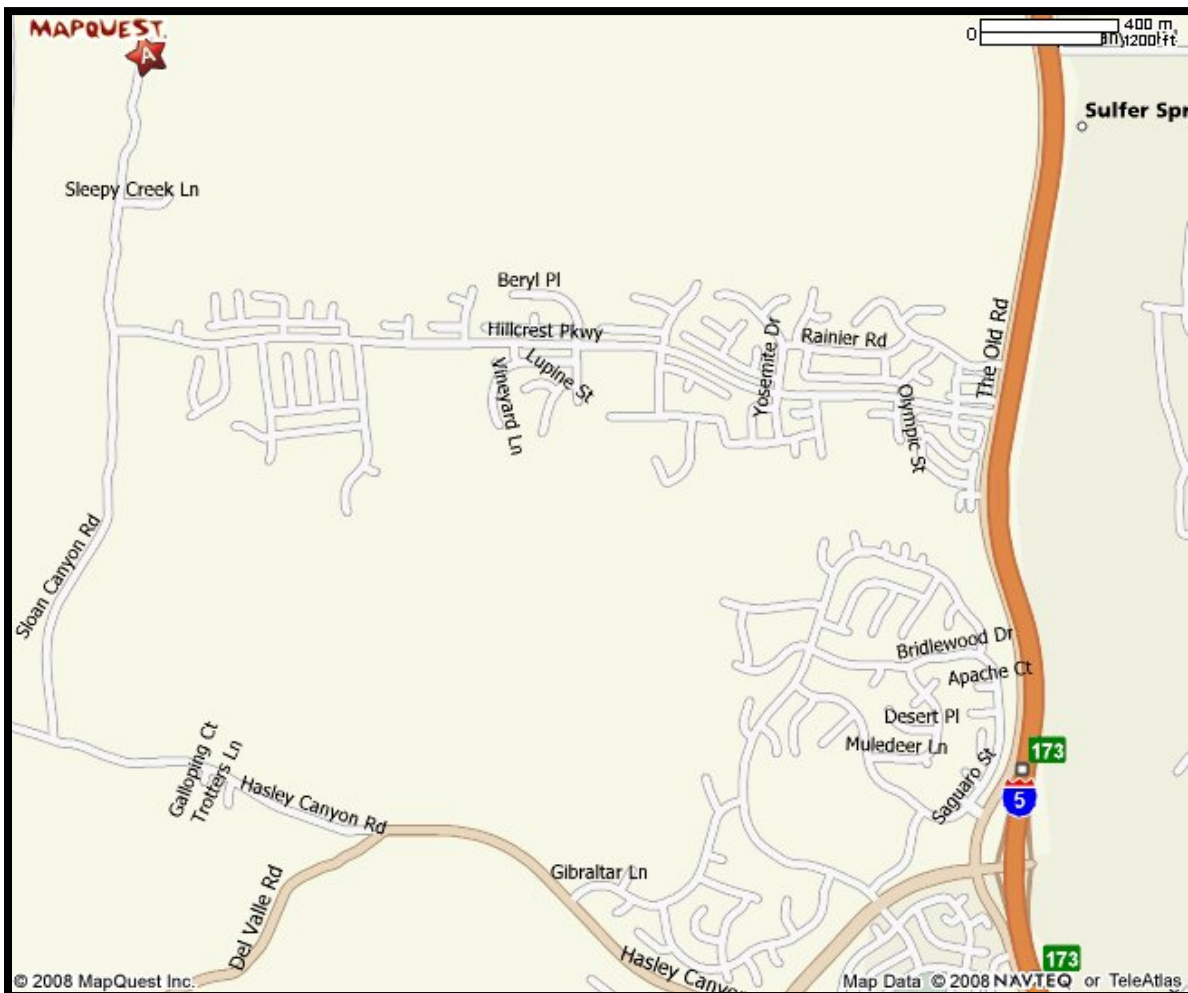 MAPQUEST.
A
0
400 m
1200ft
Sulfer Spr
Sleepy Creek Ln
Beryl Pl
Hillcrest Pkwy
Rainier Rd
The Old Rd
Yosemite Dr
Lupine St
Vineyard Ln
Olympic St
Sloan Canyon Rd
Bridlewood Dr
Apache Ct
Desert Pl
Muledeer Ln
Saguaro St
173
5
Galloping Ct
Trotters Ln
Hasley Canyon Rd
Gibraltar Ln
Del Valle Rd
Hasley Canyon
173
© 2008 MapQuest Inc.
Map Data © 2008 NAVTEQ or TeleAtlas